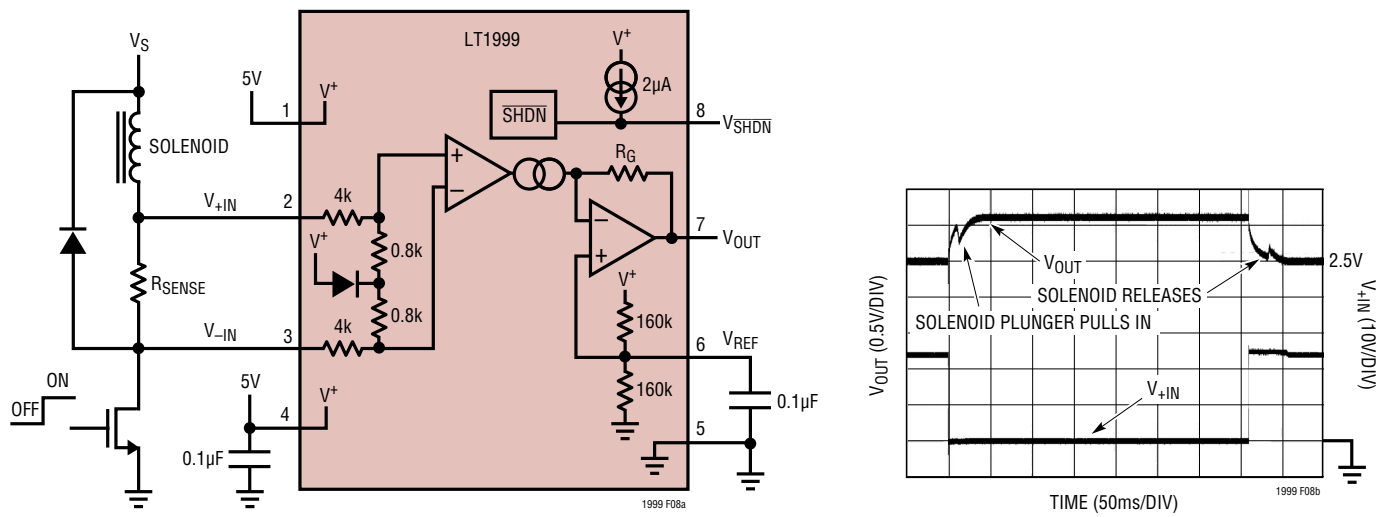 LT1999
V_S
5V
1
V⁺
V⁺
2µA
SHDN
8
V_SHDN
SOLENOID
R_G
V_+IN
2
4k
V⁺
0.8k
7
V_OUT
R_SENSE
0.8k
V⁺
160k
V_–IN
3
4k
6
V_REF
160k
ON
OFF
5V
4
V⁺
0.1µF
0.1µF
5
1999 F08a
V_OUT (0.5V/DIV)
V_OUT
2.5V
SOLENOID RELEASES
SOLENOID PLUNGER PULLS IN
V_+IN
V_+IN (10V/DIV)
TIME (50ms/DIV)
1999 F08b